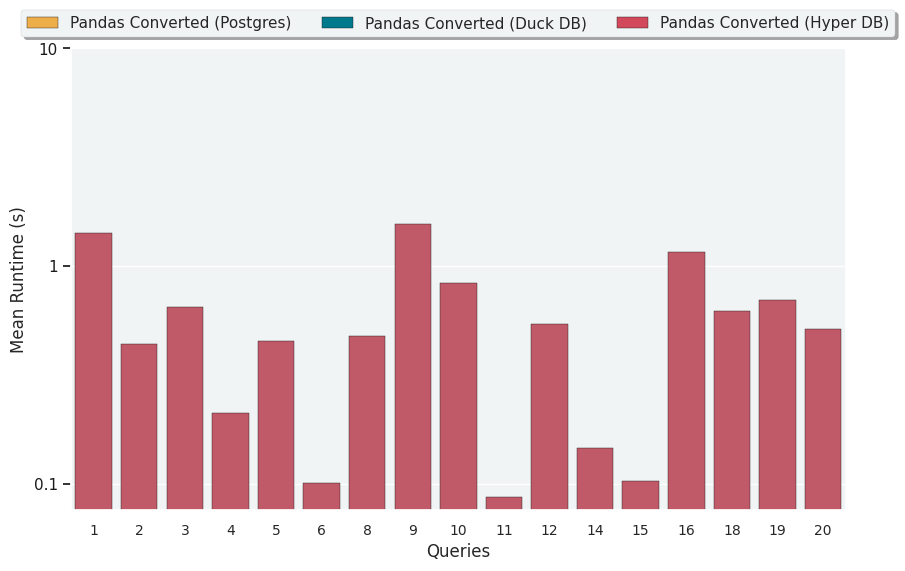 Pandas Converted (Postgres) Pandas Converted (Duck DB) Pandas Converted (Hyper DB)
10
1
0.1
Mean Runtime (s)
1 2 3 4 5 6 8 9 10 11 12 14 15 16 18 19 20
Queries